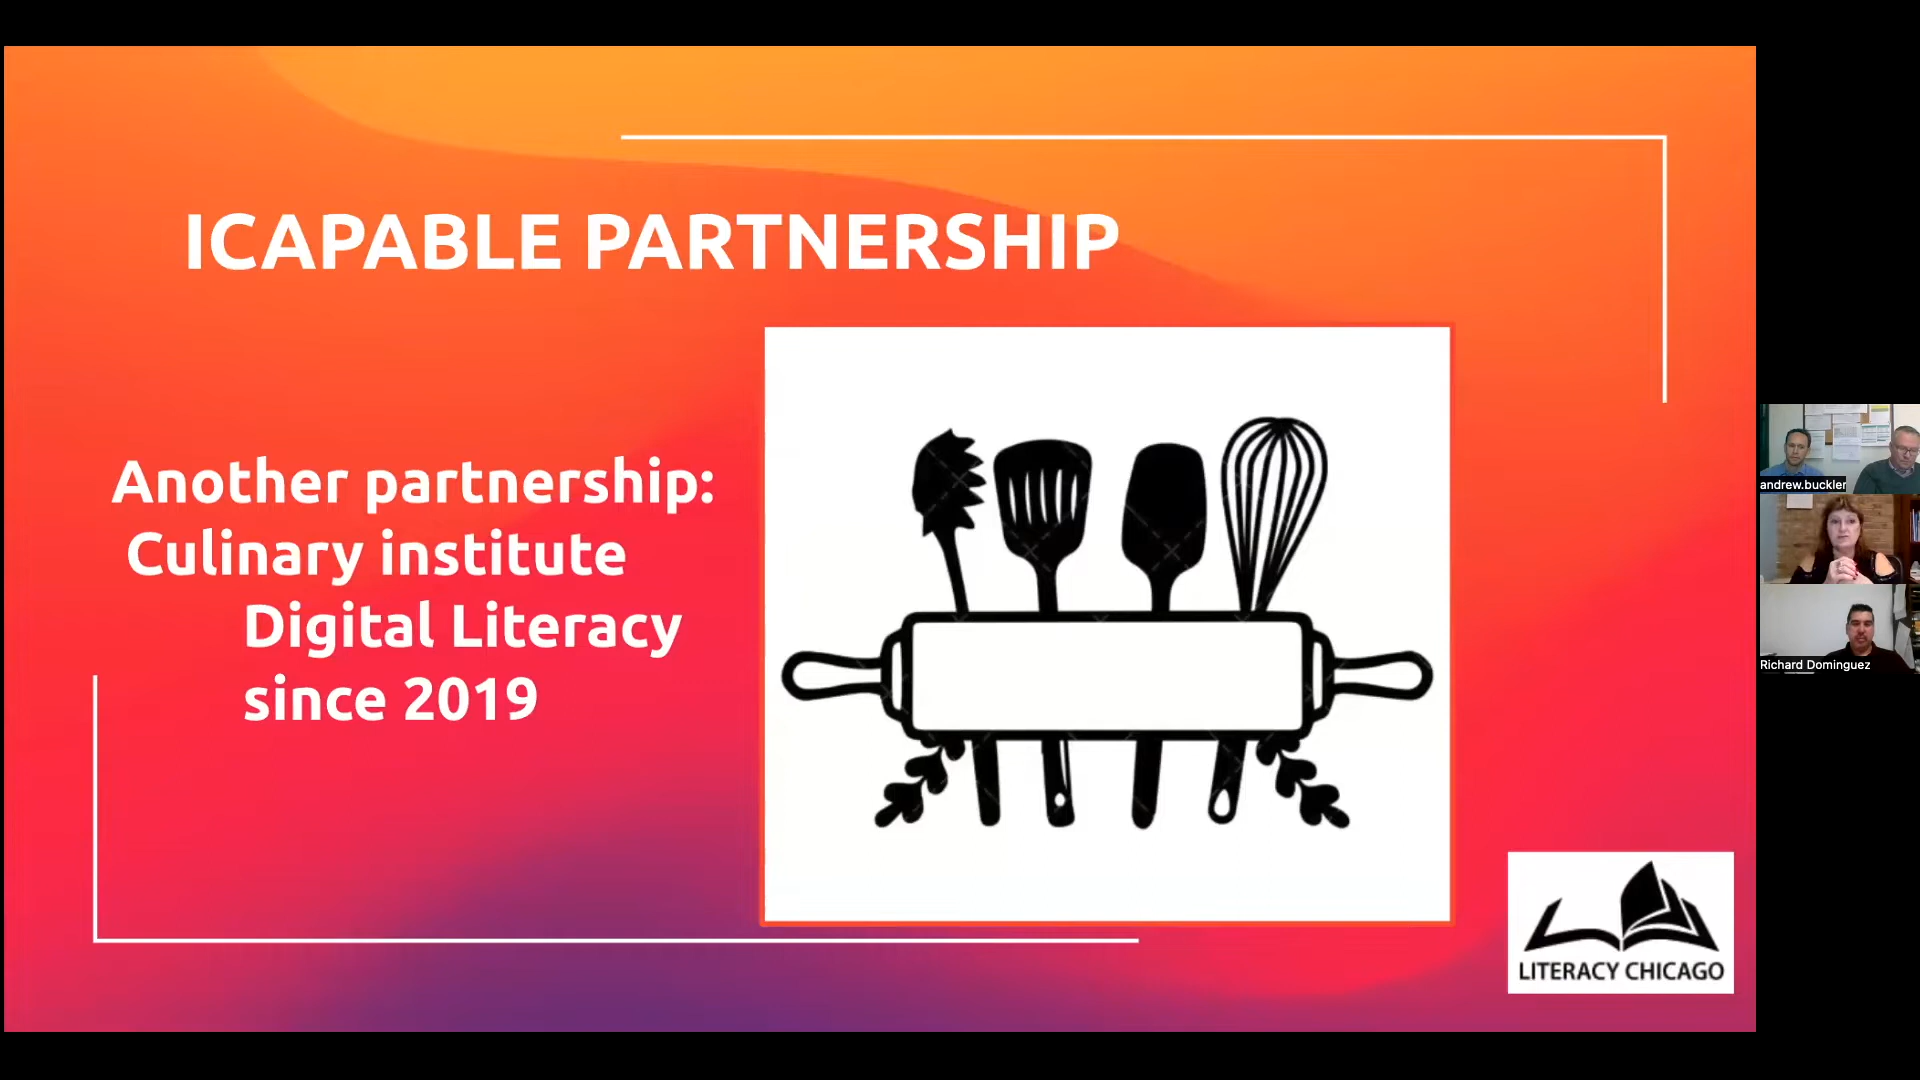 ICAPABLE PARTNERSHIP
Another partnership:
Culinary institute
Digital Literacy
since 2019
LITERACY CHICAGO
andrew.buckler
Richard Dominguez